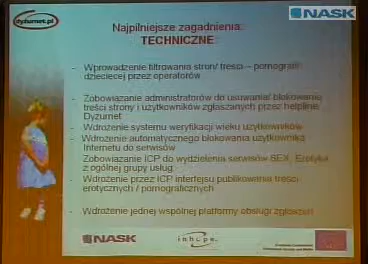 dyżurnet.pl
NASK
Najpilniejsze zagadnienia:
TECHNICZNE:
- Wprowadzenie filtrowania stron/ treści – pornografii
dziecięcej przez operatorów
- Zobowiązanie administratorów do usuwania/ blokowania
treści strony i użytkowników zgłaszanych przez helpline
Dyżurnet
- Wdrożenie systemu weryfikacji wieku użytkowników
- Wdrożenie automatycznego blokowania użytkownika
Internetu do serwisów
Zobowiązanie ICP do wydzielenia serwisów SEX, Erotyka
z ogólnej grupy usług
- Wdrożenie przez ICP interfejsu publikowania treści
erotycznych / pornograficznych
- Wdrożenie jednej wspólnej platformy obsługi zgłoszeń
NASK
inhope